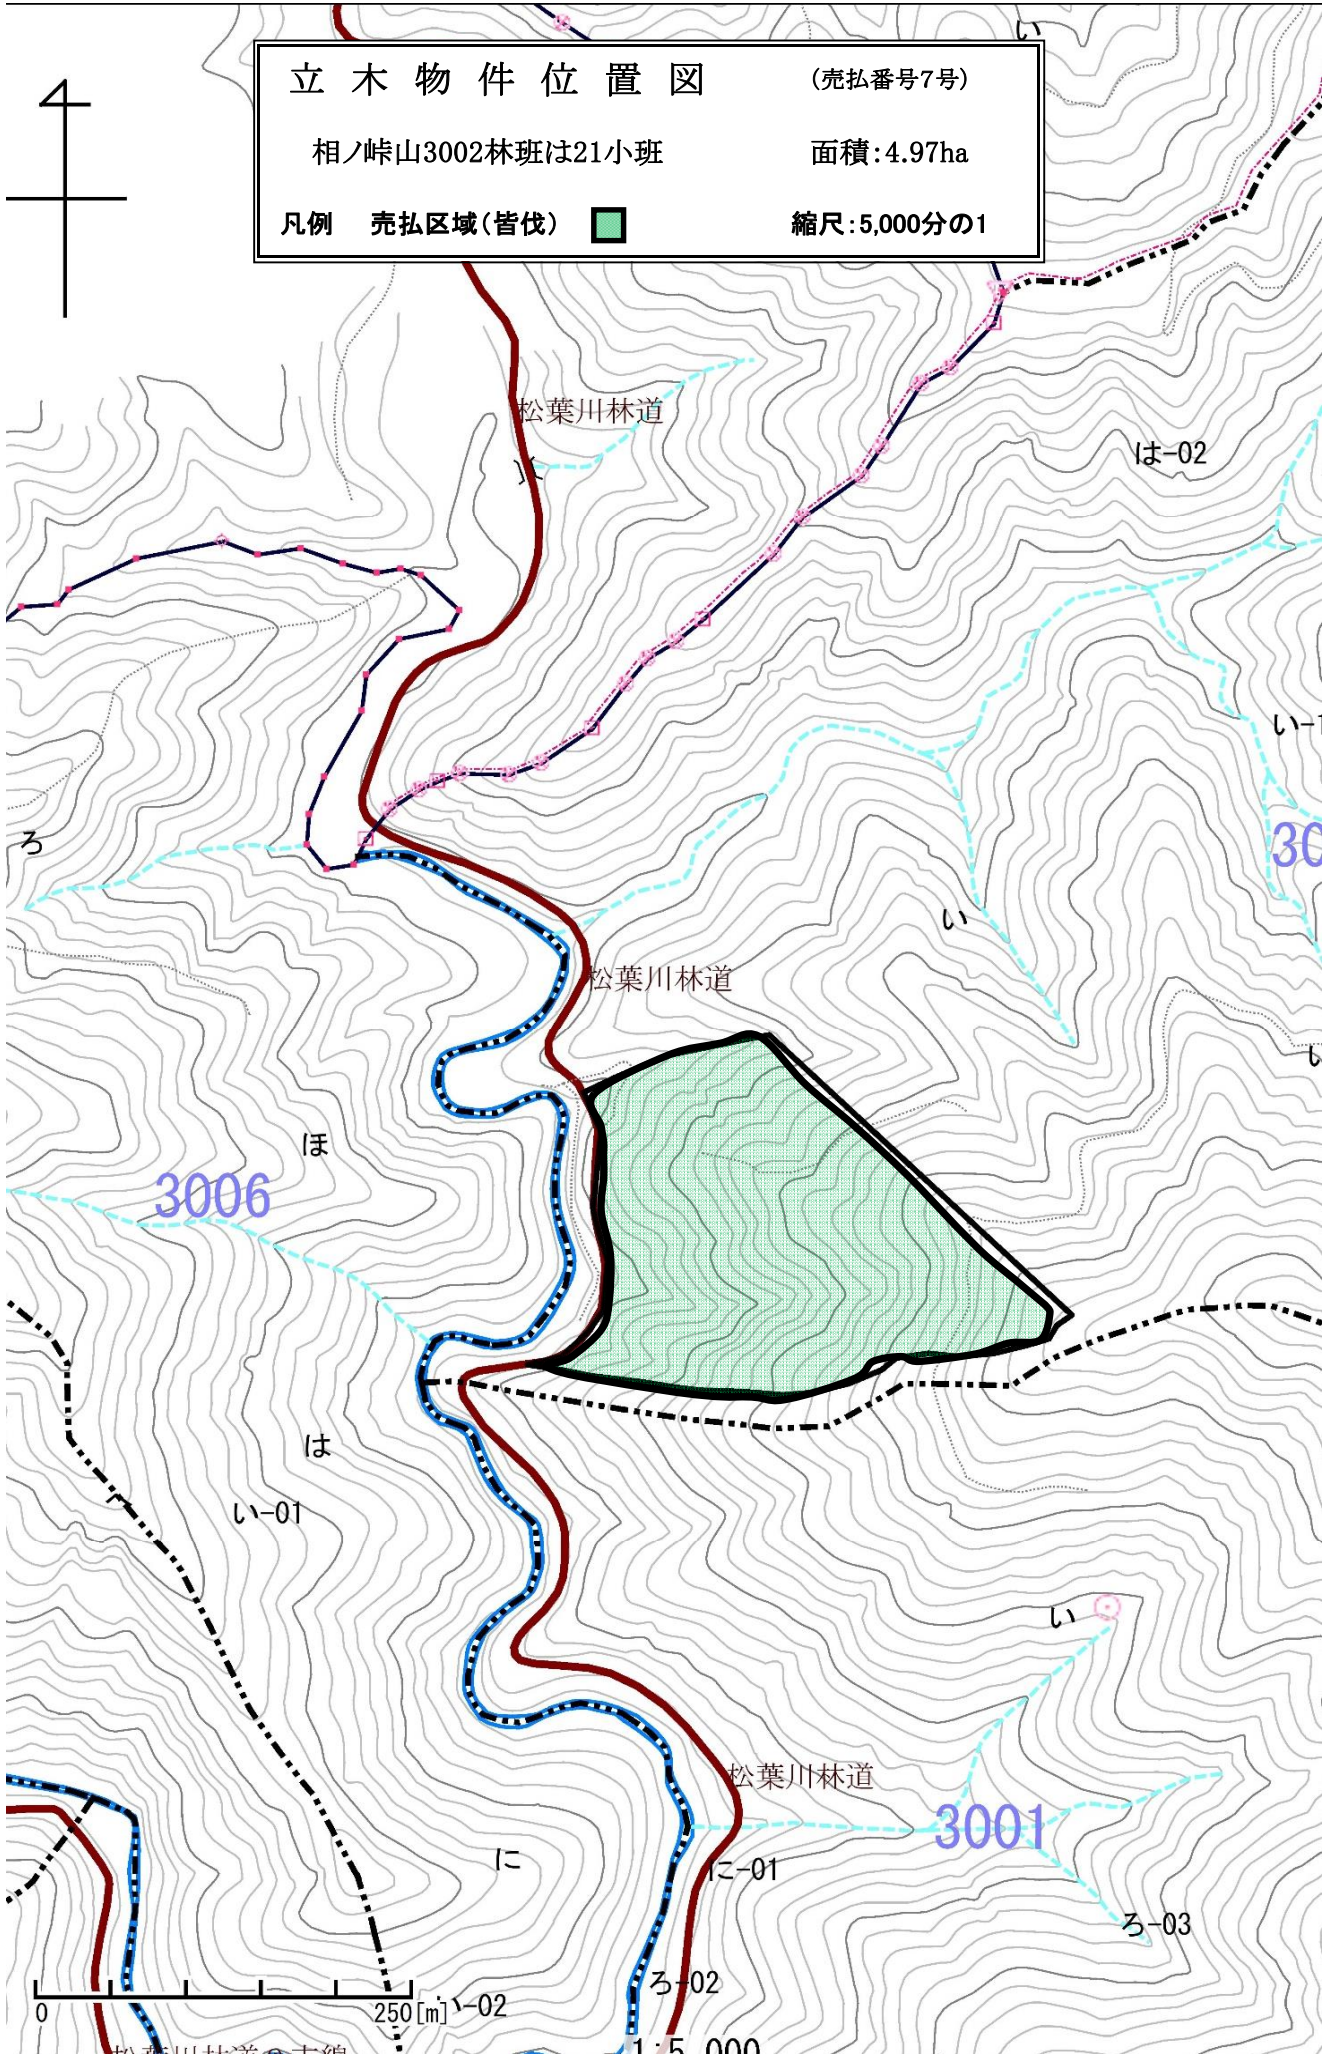 い
立木物件位置図 (売払番号7号)
相ノ峠山3002林班は21小班 面積:4.97ha
凡例 売払区域(皆伐) 縮尺:5,000分の1
松葉川林道
は-02
い-1
ろ
30
い
松葉川林道
い
ほ
3006
は
い-01
い
松葉川林道
3001
に
に-01
ろ-03
ろ-02
0 250[m]
い-02
1:5,000